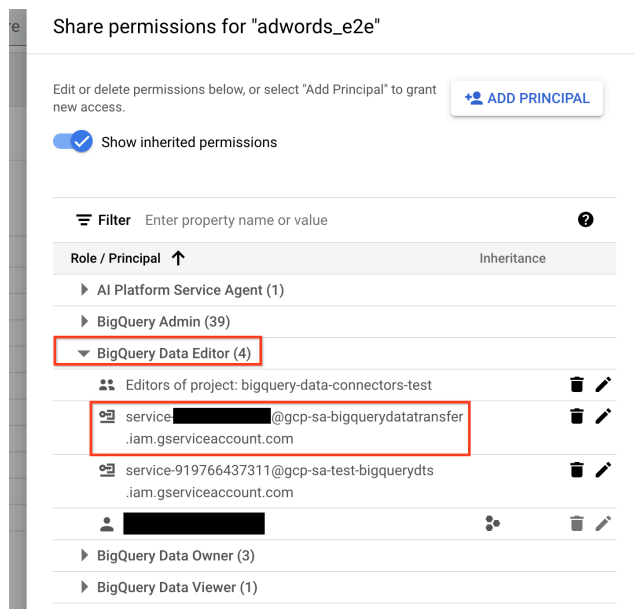 re
Share permissions for "adwords_e2e"
Edit or delete permissions below, or select "Add Principal" to grant
new access.
ADD PRINCIPAL
Show inherited permissions
Filter Enter property name or value
Role / Principal Inheritance
AI Platform Service Agent (1)
BigQuery Admin (39)
BigQuery Data Editor (4)
Editors of project: bigquery-data-connectors-test
service- @gcp-sa-bigquerydatatransfer
.iam.gserviceaccount.com
service-919766437311@gcp-sa-test-bigquerydts
.iam.gserviceaccount.com
BigQuery Data Owner (3)
BigQuery Data Viewer (1)